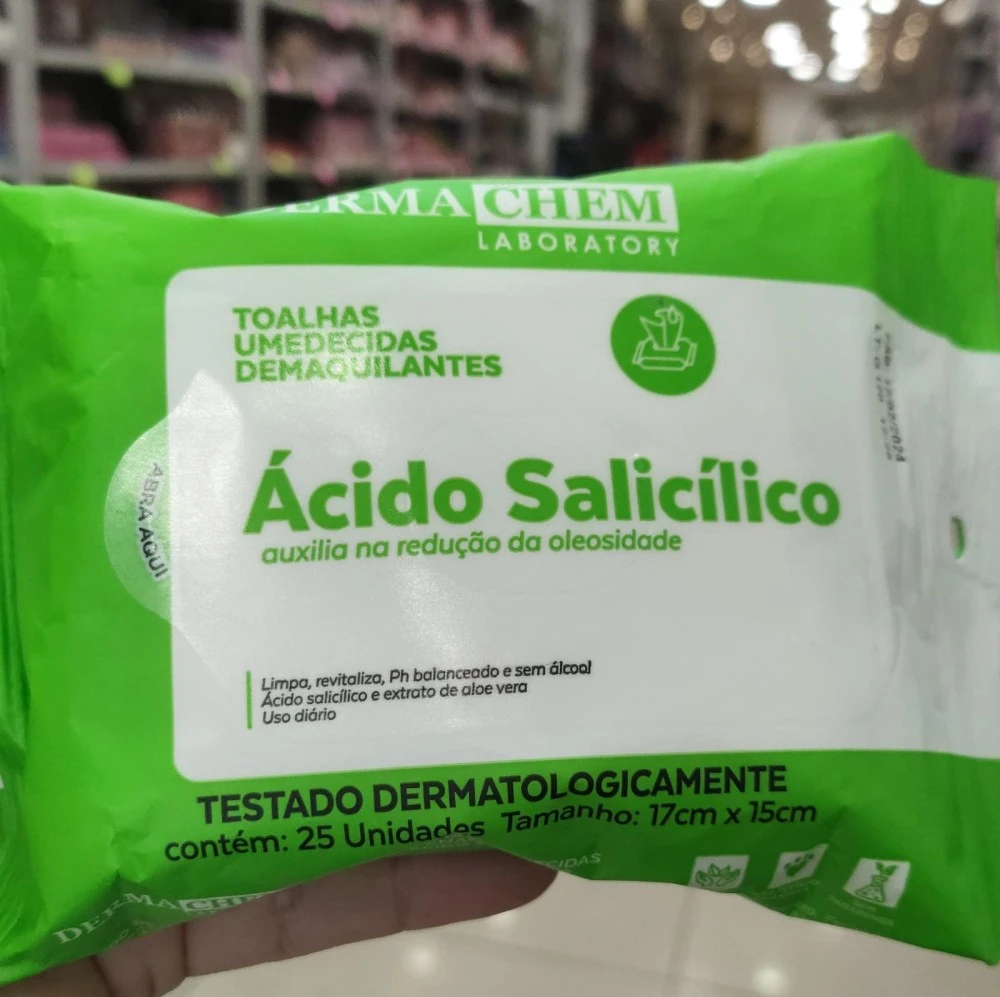 DERMA CHEM
LABORATORY
TOALHAS
UMEDECIDAS
DEMAQUILANTES
ABRA AQUI
Ácido Salicílico
auxilia na redução da oleosidade
Limpa, revitaliza, Ph balanceado e sem álcool
Ácido salicílico e extrato de aloe vera
Uso diário
TESTADO DERMATOLOGICAMENTE
contém: 25 Unidades Tamanho: 17cm x 15cm
DERMA CHE